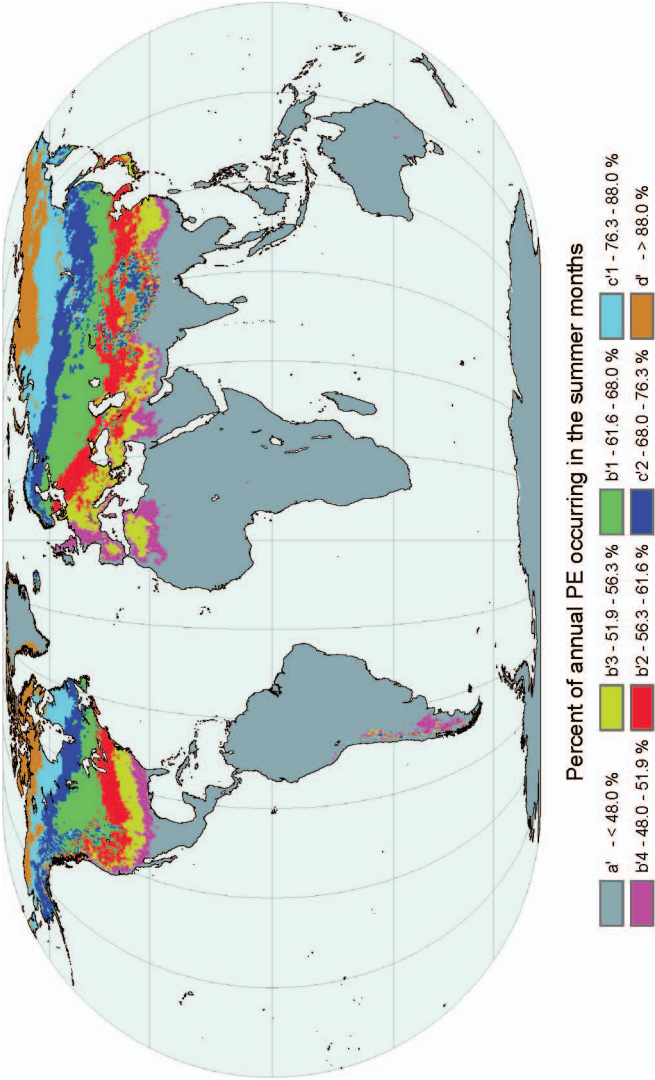 Percent of annual PE occurring in the summer months
a' - < 48.0 % b'3 - 51.9 - 56.3 % b'1 - 61.6 - 68.0 % c'1 - 76.3 - 88.0 %
b'4 - 48.0 - 51.9 % b'2 - 56.3 - 61.6 % c'2 - 68.0 - 76.3 % d' - > 88.0 %